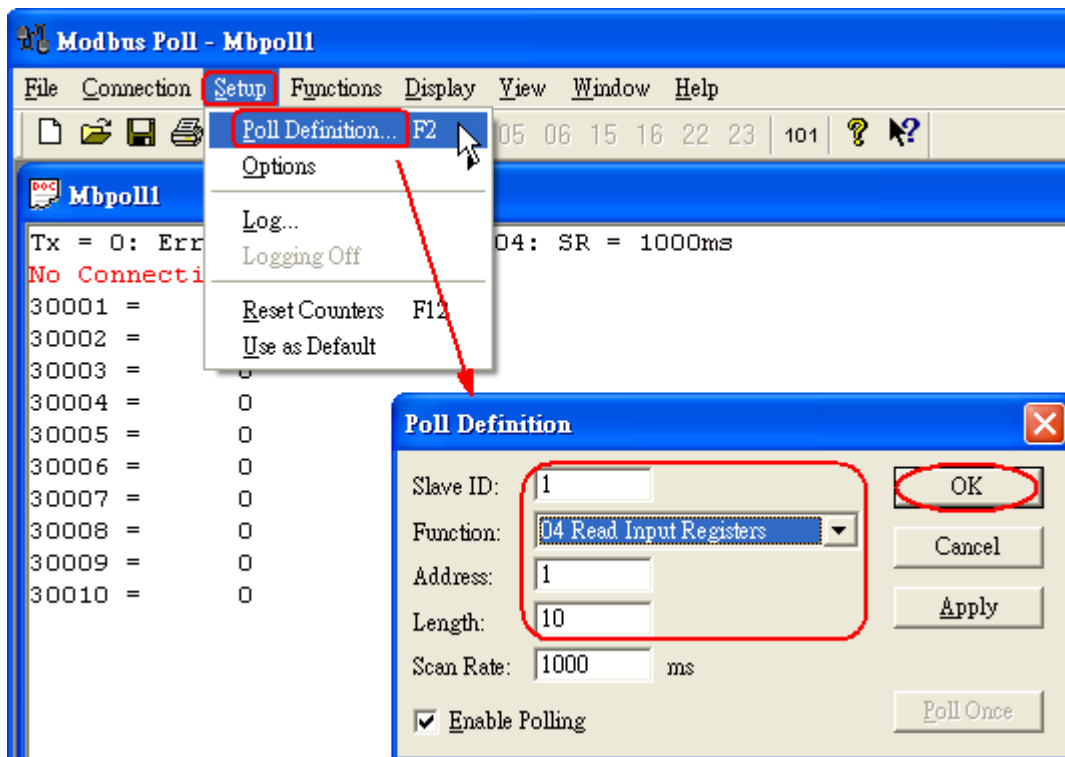 Modbus Poll - Mbpoll1
File Connection Setup Functions Display View Window Help
Poll Definition... F2
05 06 15 16 22 23 101
Options
Mbpoll1
Log...
Tx = 0: Err 04: SR = 1000ms
Logging Off
No Connecti
30001 =
Reset Counters F12
30002 =
Use as Default
30003 = 0
30004 = 0
30005 = 0
30006 = 0
30007 = 0
30008 = 0
30009 = 0
30010 = 0
Poll Definition
Slave ID: 1
OK
Function: 04 Read Input Registers
Cancel
Address: 1
Length: 10
Apply
Scan Rate: 1000 ms
Enable Polling
Poll Once